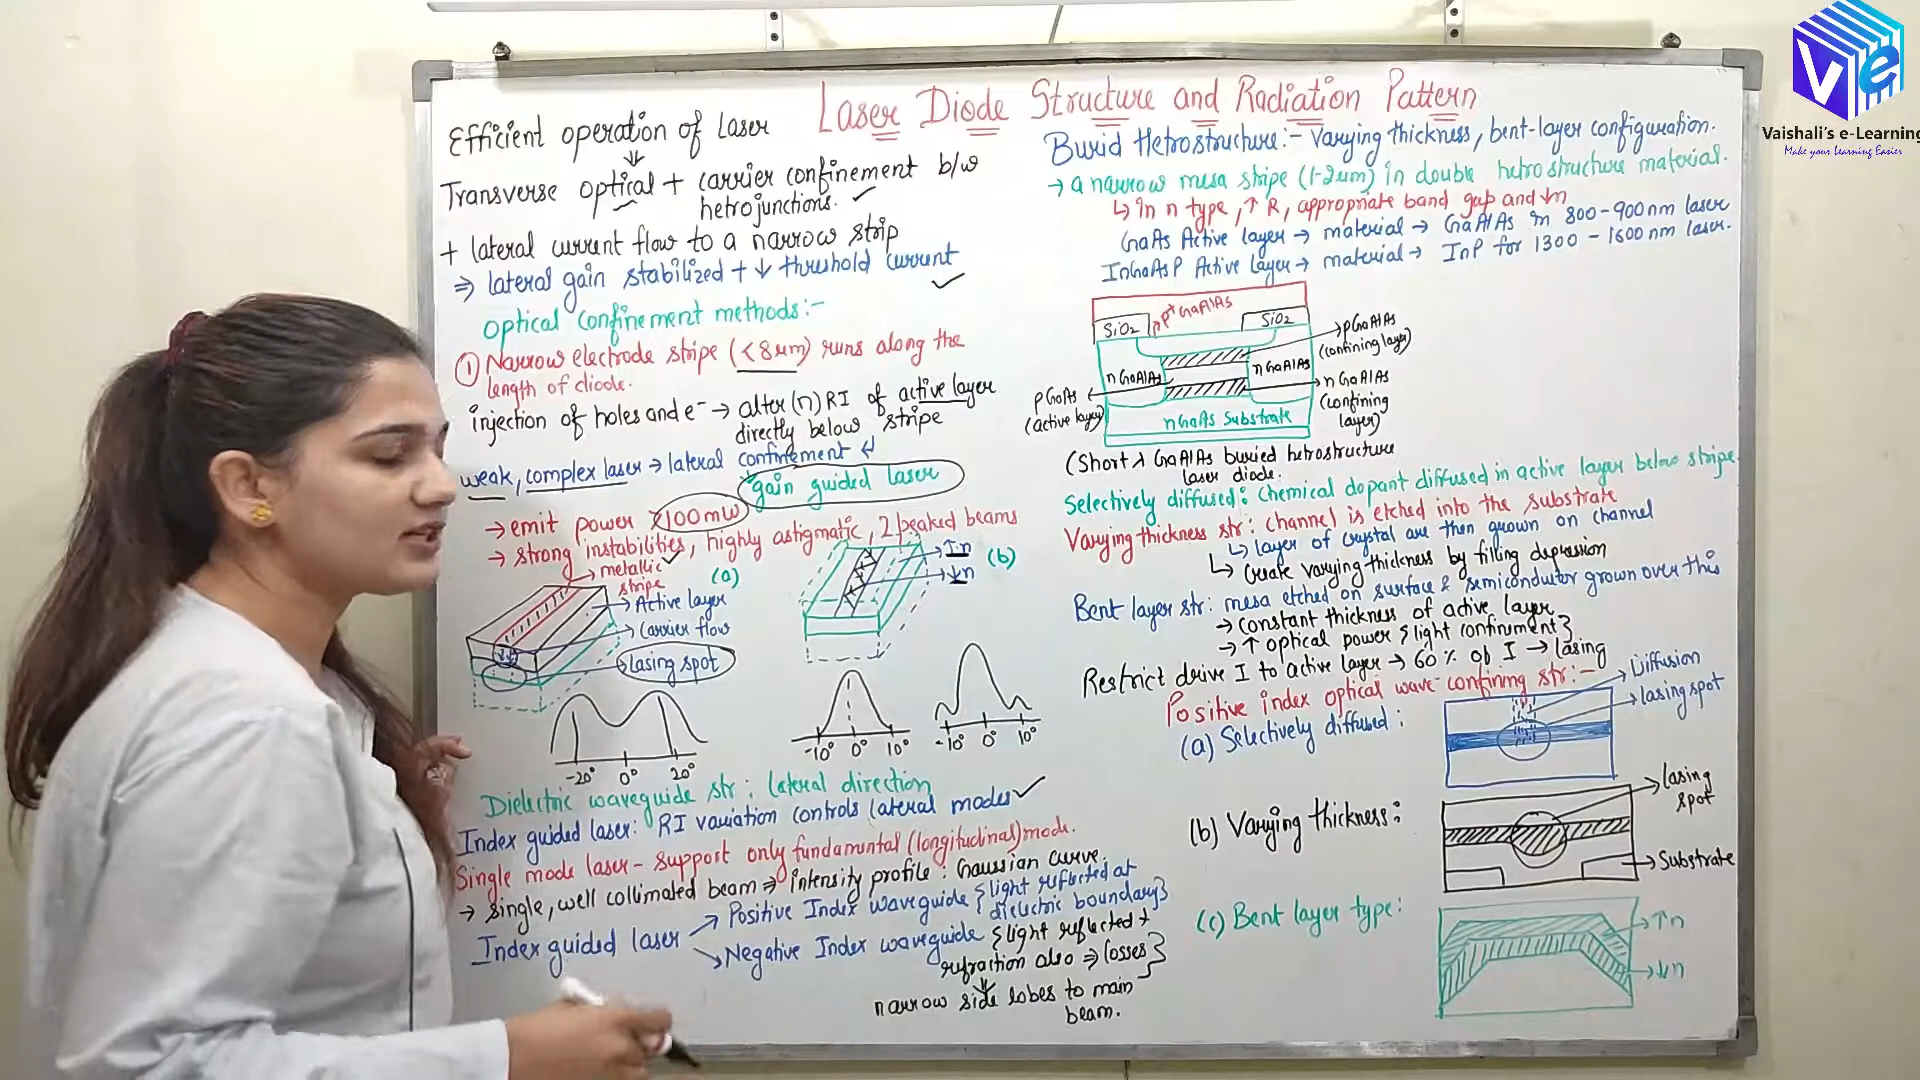 Laser Diode Structure and Radiation Pattern
Efficient operation of laser
Transverse optical + carrier confinement b/w
hetrojunctions.
+ lateral current flow to a narrow strip
⇒ lateral gain stabilized + ↓ threshold current
Optical confinement methods:-
① Narrow electrode stripe (<8μm) runs along the
length of diode.
injection of holes and e⁻ → alter (n) RI of active layer
directly below stripe
weak, complex laser → lateral confinement
gain guided laser
→ emit power >100mW
→ strong instabilities, highly astigmatic, 2 peaked beams
→ metallic
stripe
(a)
→ Active layer
→ Carrier flow
→ lasing spot
→ ↑n
→ ↓n
(b)
-20° 0° 20°
-10° 0° 10°
-10° 0° 10°
Dielectric waveguide str: lateral direction
Index guided laser: RI variation controls lateral modes
Single mode laser - support only fundamental (longitudinal) mode.
→ single, well collimated beam ⇒ intensity profile: Gaussian curve.
Index guided laser
→ Positive Index waveguide {light reflected at
dielectric boundary}
→ Negative Index waveguide {light reflected +
refraction also ⇒ losses}
narrow side lobes to main
beam.
Burid Hetrostructure:- Varying thickness, bent-layer configuration.
→ a narrow mesa stripe (1-2μm) in double hetrostructure material.
↳ In n type, ↑ R, appropriate band gap and ↓n
GaAs Active layer → material → GaAlAs in 800-900nm laser
InGaAsP Active layer → material → InP for 1300-1600nm laser.
p⁺ GaAlAs
SiO₂
SiO₂
pGaAlAs
(confining layer)
nGaAlAs
nGaAlAs
nGaAlAs
(confining
layer)
pGaAs
(active layer)
nGaAs Substrate
(Short λ GaAlAs buried hetrostructure
laser diode.
Selectively diffused: Chemical dopant diffused in active layer below stripe.
Varying thickness str: channel is etched into the substrate
↳ layer of crystal are then grown on channel
↳ Create varying thickness by filling depression
Bent layer str: mesa etched on surface & semiconductor grown over this
→ constant thickness of active layer
→ ↑ optical power {light confinment}
Restrict drive I to active layer → 60% of I → lasing
Positive index optical wave-confining str:-
(a) Selectively diffused:
Diffusion
lasing spot
(b) Varying thickness:
lasing
spot
Substrate
(c) Bent layer type:
→ ↑n
→ ↓n
Ve
Vaishali's e-Learning
Make your Learning Easier